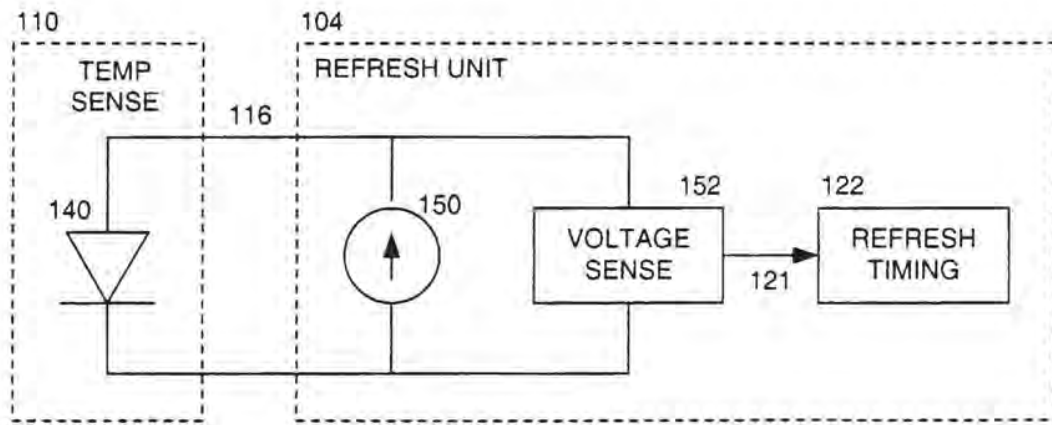 110
104
TEMP
SENSE
REFRESH UNIT
116
140
150
152
122
VOLTAGE
SENSE
REFRESH
TIMING
121